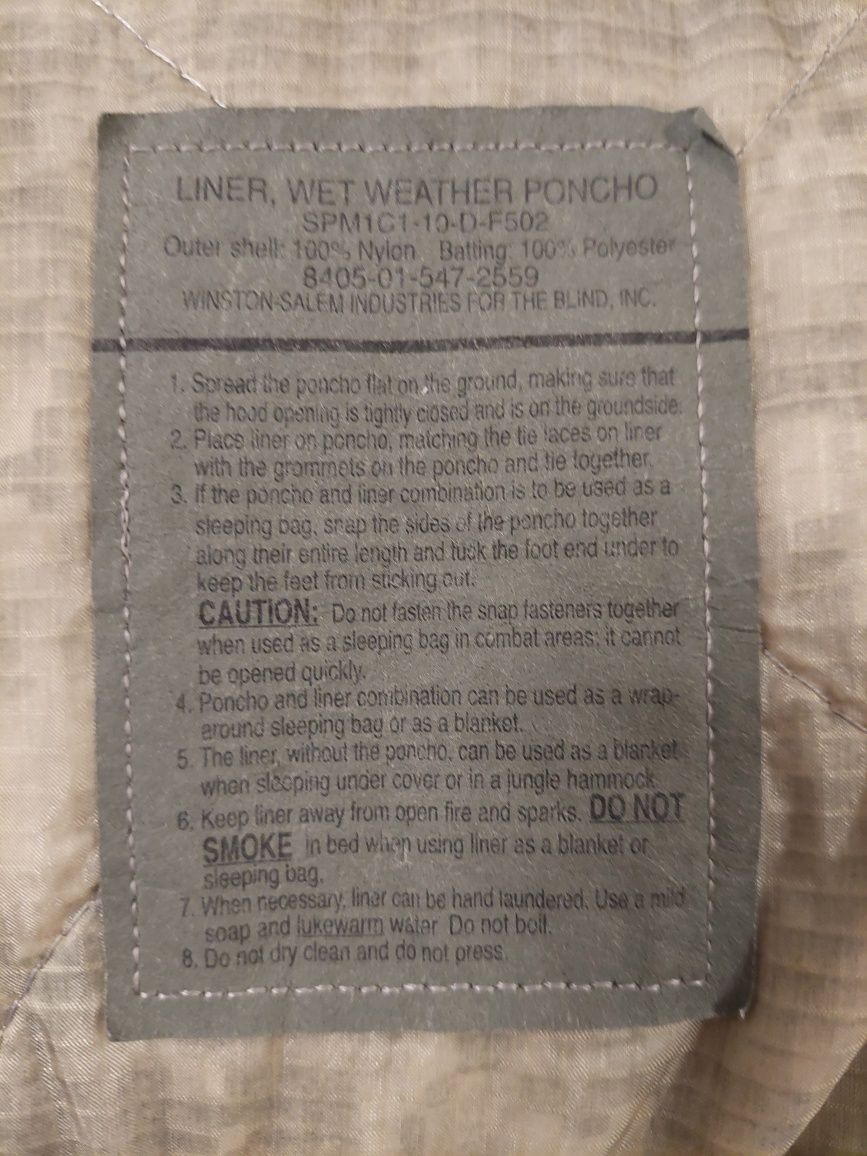 LINER, WET WEATHER PONCHO
SPM1C1-10-D-F502
Outer shell: 100% Nylon Batting: 100% Polyester
8405-01-547-2559
WINSTON-SALEM INDUSTRIES FOR THE BLIND, INC.
1. Spread the poncho flat on the ground, making sure that
the hood opening is tightly closed and is on the groundside.
2. Place liner on poncho, matching the tie laces on liner
with the grommets on the poncho and tie together.
3. If the poncho and liner combination is to be used as a
sleeping bag, snap the sides of the poncho together
along their entire length and tuck the foot end under to
keep the feet from sticking out.
CAUTION: Do not fasten the snap fasteners together
when used as a sleeping bag in combat areas; it cannot
be opened quickly.
4. Poncho and liner combination can be used as a wrap-
around sleeping bag or as a blanket.
5. The liner, without the poncho, can be used as a blanket
when sleeping under cover or in a jungle hammock.
6. Keep liner away from open fire and sparks. DO NOT
SMOKE in bed when using liner as a blanket or
sleeping bag.
7. When necessary, liner can be hand laundered. Use a mild
soap and lukewarm water. Do not boil.
8. Do not dry clean and do not press.